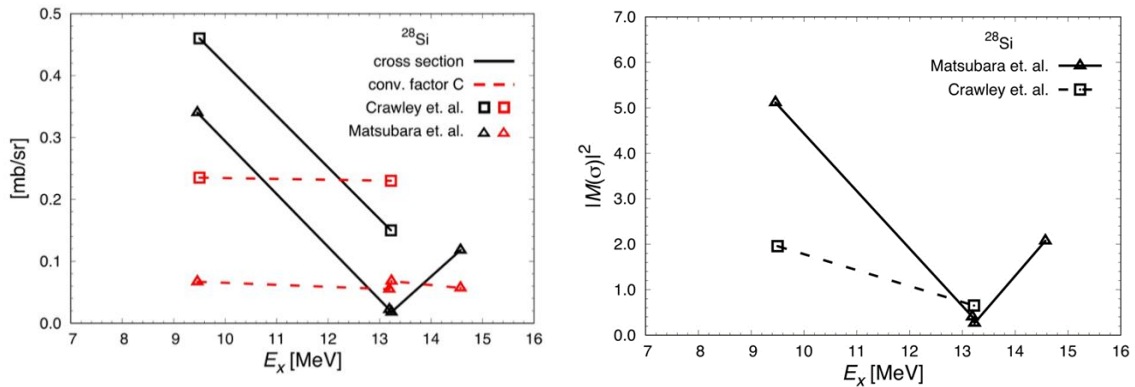 ²⁸Si
cross section
conv. factor C
Crawley et. al.
Matsubara et. al.
[mb/sr]
0.5
0.4
0.3
0.2
0.1
0.0
7 8 9 10 11 12 13 14 15 16
Eₓ [MeV]
²⁸Si
Matsubara et. al.
Crawley et. al.
|M(σ)|²
7.0
6.0
5.0
4.0
3.0
2.0
1.0
0.0
7 8 9 10 11 12 13 14 15 16
Eₓ [MeV]